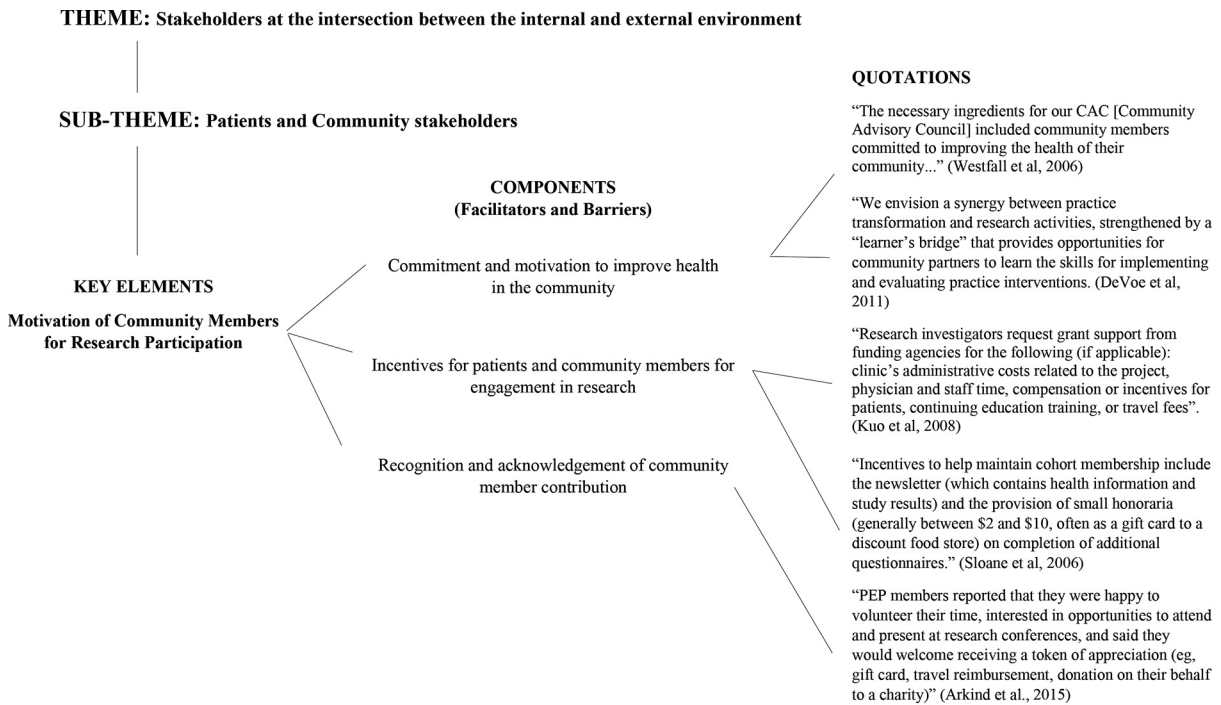 THEME: Stakeholders at the intersection between the internal and external environment
SUB-THEME: Patients and Community stakeholders
KEY ELEMENTS
Motivation of Community Members
for Research Participation
COMPONENTS
(Facilitators and Barriers)
Commitment and motivation to improve health
in the community
Incentives for patients and community members for
engagement in research
Recognition and acknowledgement of community
member contribution
QUOTATIONS
“The necessary ingredients for our CAC [Community
Advisory Council] included community members
committed to improving the health of their
community...” (Westfall et al, 2006)
“We envision a synergy between practice
transformation and research activities, strengthened by a
“learner’s bridge” that provides opportunities for
community partners to learn the skills for implementing
and evaluating practice interventions. (DeVoe et al,
2011)
“Research investigators request grant support from
funding agencies for the following (if applicable):
clinic’s administrative costs related to the project,
physician and staff time, compensation or incentives for
patients, continuing education training, or travel fees”.
(Kuo et al, 2008)
“Incentives to help maintain cohort membership include
the newsletter (which contains health information and
study results) and the provision of small honoraria
(generally between $2 and $10, often as a gift card to a
discount food store) on completion of additional
questionnaires.” (Sloane et al, 2006)
“PEP members reported that they were happy to
volunteer their time, interested in opportunities to attend
and present at research conferences, and said they
would welcome receiving a token of appreciation (eg,
gift card, travel reimbursement, donation on their behalf
to a charity)” (Arkind et al., 2015)